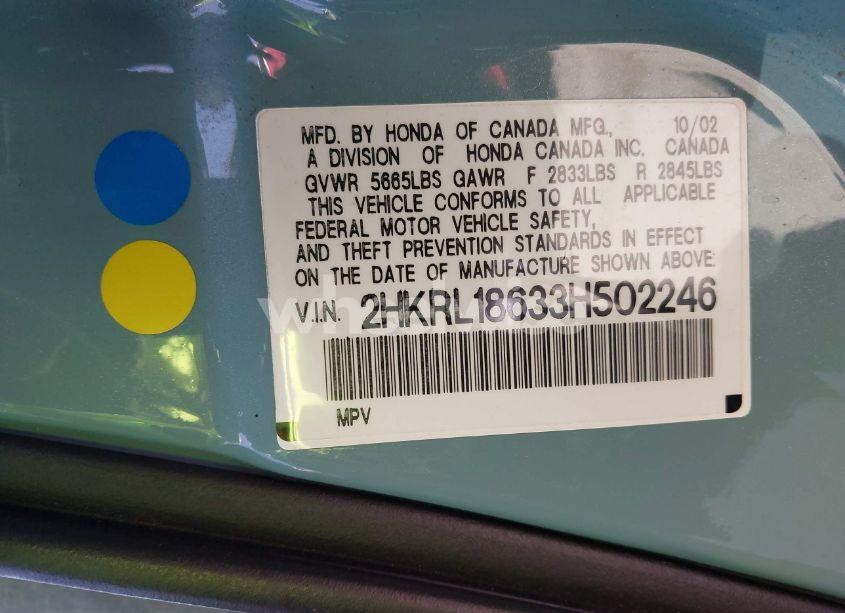 MFD. BY HONDA OF CANADA MFG., 10/02
A DIVISION OF HONDA CANADA INC. CANADA
GVWR 5665LBS GAWR F 2833LBS R 2845LBS
THIS VEHICLE CONFORMS TO ALL APPLICABLE
FEDERAL MOTOR VEHICLE SAFETY,
AND THEFT PREVENTION STANDARDS IN EFFECT
ON THE DATE OF MANUFACTURE SHOWN ABOVE.
V.I.N. 2HKRL18633H502246
MPV